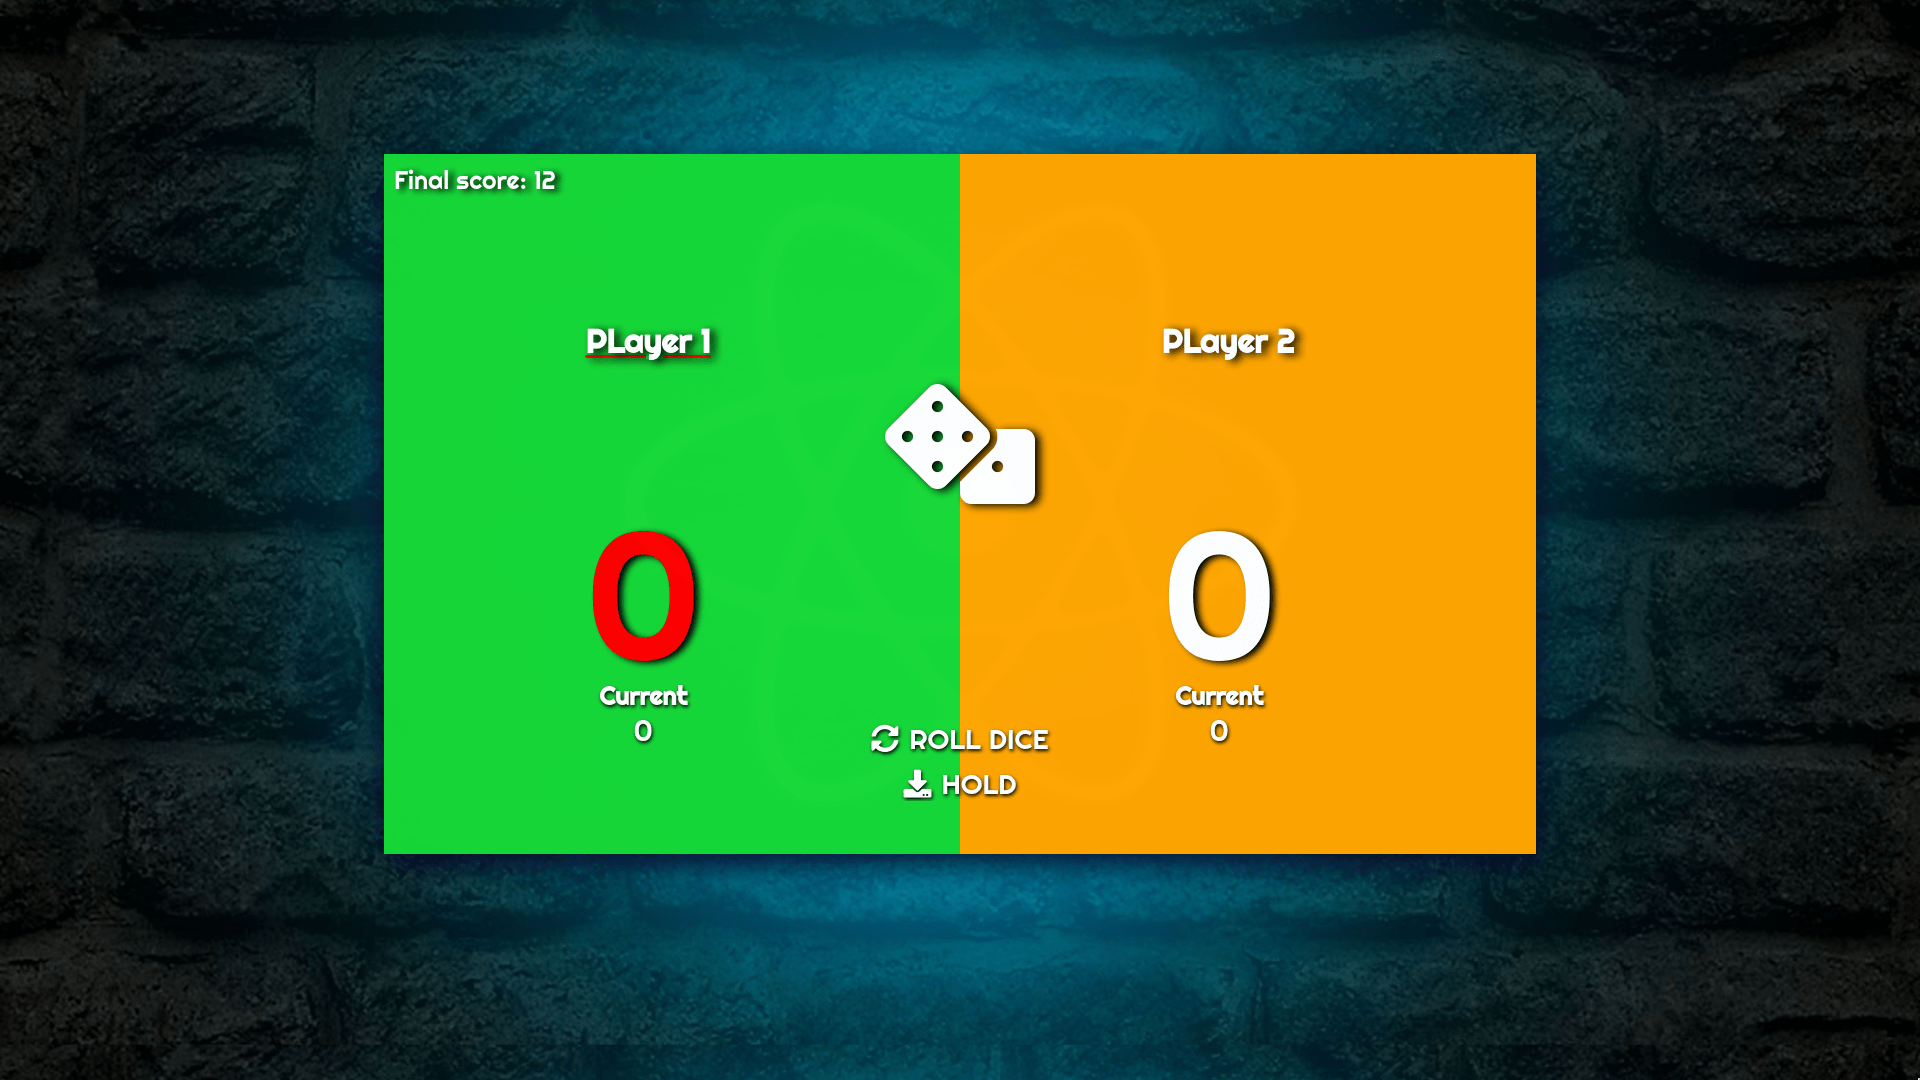 Final score: 12
PLayer 1
PLayer 2
0
0
Current
0
Current
0
ROLL DICE
HOLD